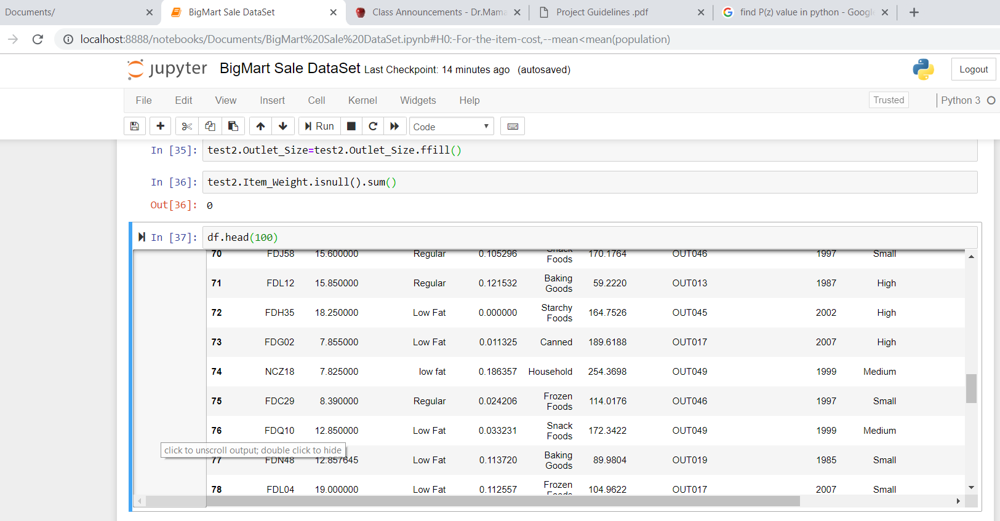 Documents/
BigMart Sale DataSet
Class Announcements - Dr.Mama
Project Guidelines .pdf
find P(z) value in python - Google
localhost:8888/notebooks/Documents/BigMart%20Sale%20DataSet.ipynb#H0:-For-the-item-cost,--mean<mean(population)
jupyter BigMart Sale DataSet Last Checkpoint: 14 minutes ago (autosaved)
Logout
File Edit View Insert Cell Kernel Widgets Help
Trusted Python 3
Run Code
In [35]: test2.Outlet_Size=test2.Outlet_Size.ffill()
In [36]: test2.Item_Weight.isnull().sum()
Out[36]: 0
In [37]: df.head(100)
70 FDJ58 15.600000 Regular 0.105296 Snack Foods 170.1764 OUT046 1997 Small
71 FDL12 15.850000 Regular 0.121532 Baking Goods 59.2220 OUT013 1987 High
72 FDH35 18.250000 Low Fat 0.000000 Starchy Foods 164.7526 OUT045 2002 High
73 FDG02 7.855000 Low Fat 0.011325 Canned 189.6188 OUT017 2007 High
74 NCZ18 7.825000 low fat 0.186357 Household 254.3698 OUT049 1999 Medium
75 FDC29 8.390000 Regular 0.024206 Frozen Foods 114.0176 OUT046 1997 Small
76 FDQ10 12.850000 Low Fat 0.033231 Snack Foods 172.3422 OUT049 1999 Medium
click to unscroll output; double click to hide
77 FDN48 12.857645 Low Fat 0.113720 Baking Goods 89.9804 OUT019 1985 Small
78 FDL04 19.000000 Low Fat 0.112557 Frozen Foods 104.9622 OUT017 2007 Small